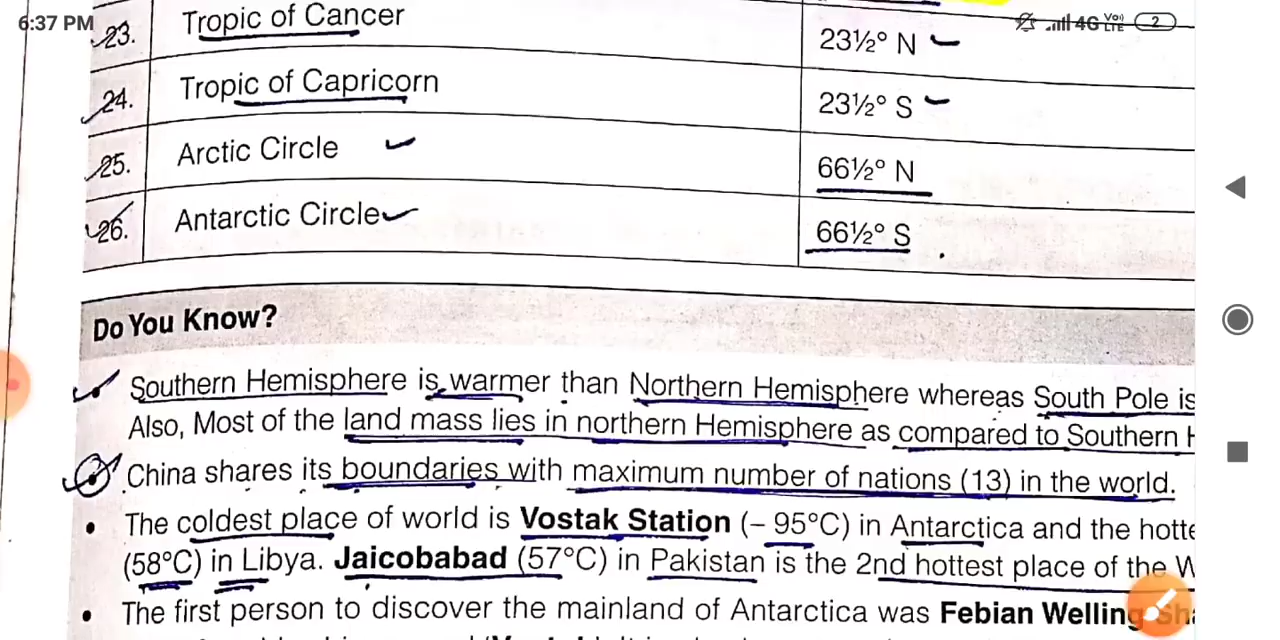 6:37 PM
4G VoLTE 2
23. Tropic of Cancer 23½° N
24. Tropic of Capricorn 23½° S
25. Arctic Circle 66½° N
26. Antarctic Circle 66½° S
Do You Know?
Southern Hemisphere is warmer than Northern Hemisphere whereas South Pole is
Also, Most of the land mass lies in northern Hemisphere as compared to Southern H
China shares its boundaries with maximum number of nations (13) in the world.
• The coldest place of world is Vostak Station (– 95°C) in Antarctica and the hotte
(58°C) in Libya. Jaicobabad (57°C) in Pakistan is the 2nd hottest place of the W
• The first person to discover the mainland of Antarctica was Febian Welling